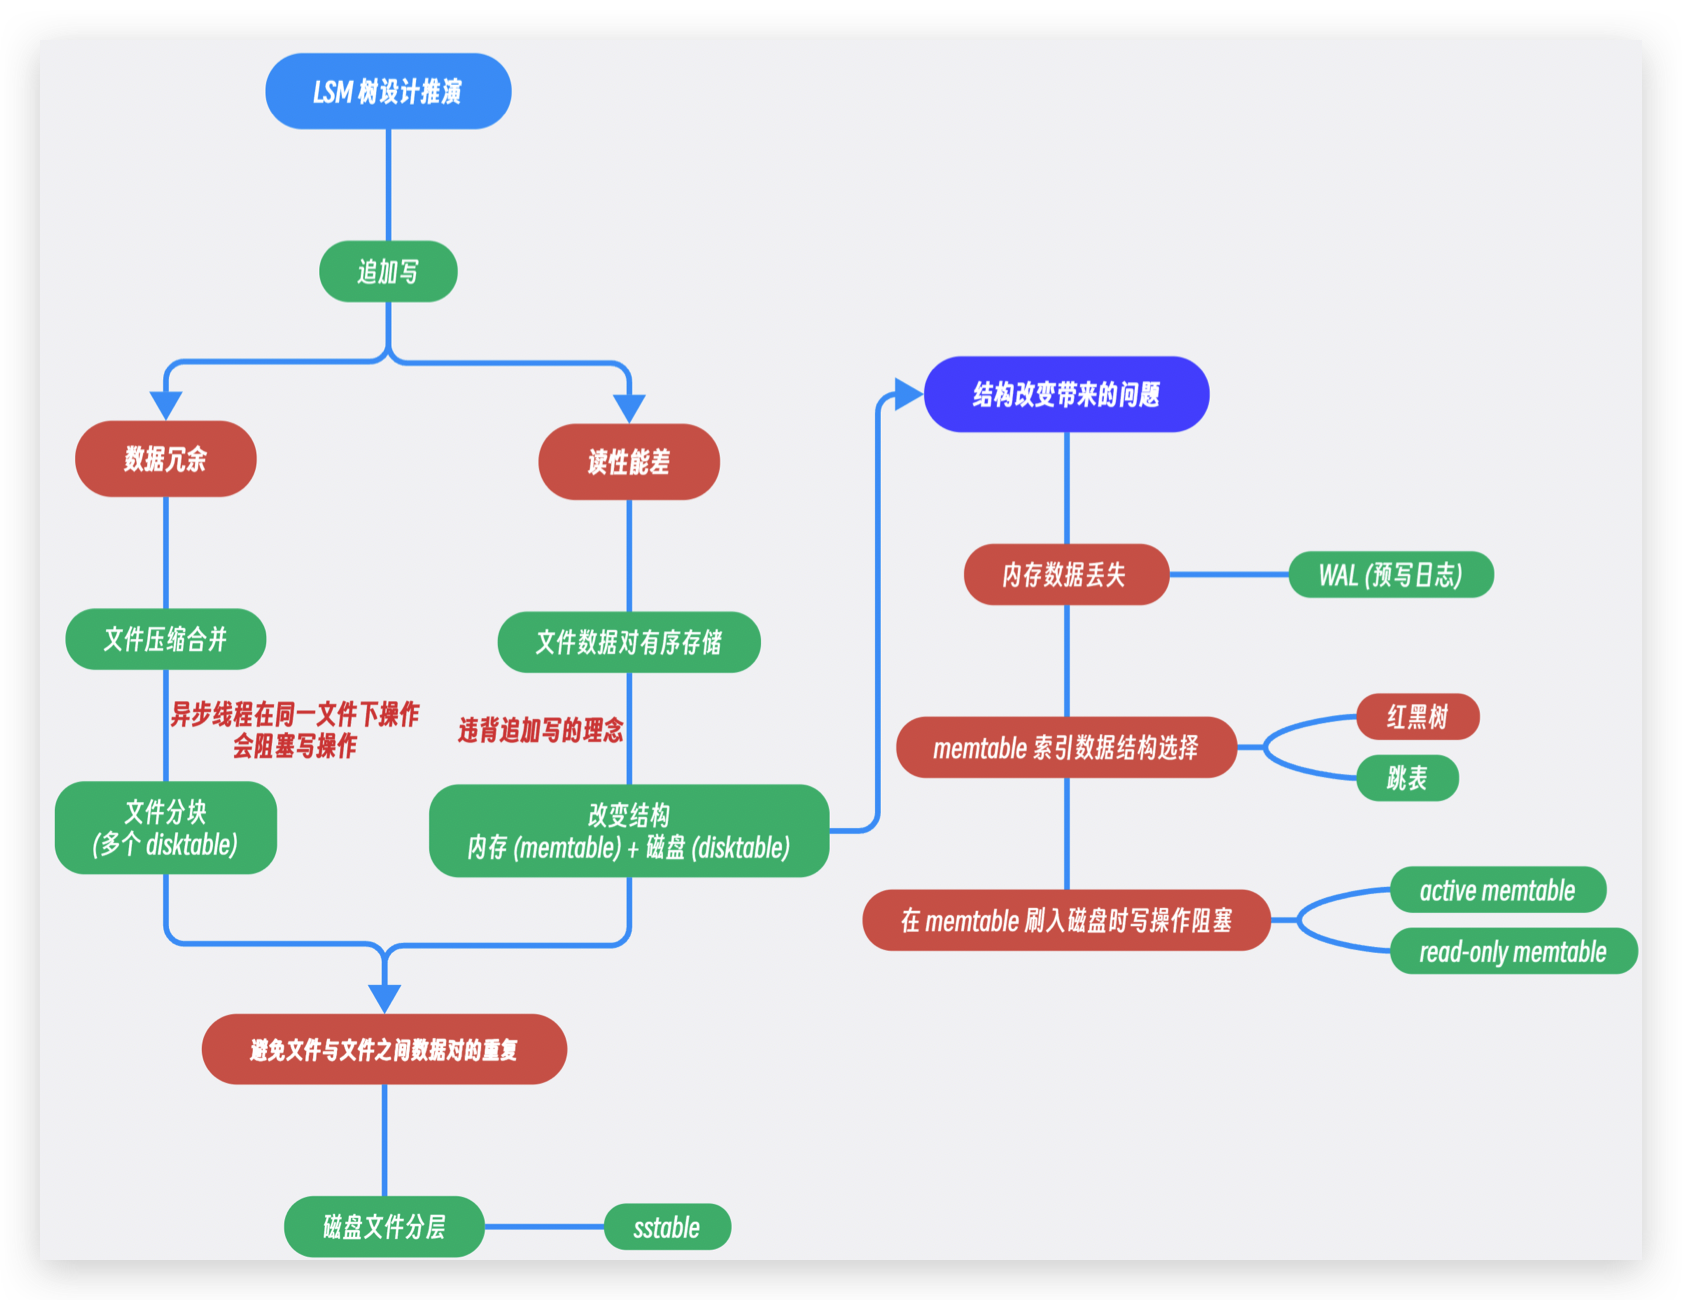 LSM 树设计推演
追加写
数据冗余
读性能差
文件压缩合并
文件数据对有序存储
异步线程在同一文件下操作
会阻塞写操作
违背追加写的理念
文件分块
(多个 disktable)
改变结构
内存 (memtable) + 磁盘 (disktable)
避免文件与文件之间数据对的重复
磁盘文件分层
sstable
结构改变带来的问题
内存数据丢失
WAL (预写日志)
memtable 索引数据结构选择
红黑树
跳表
在 memtable 刷入磁盘时写操作阻塞
active memtable
read-only memtable